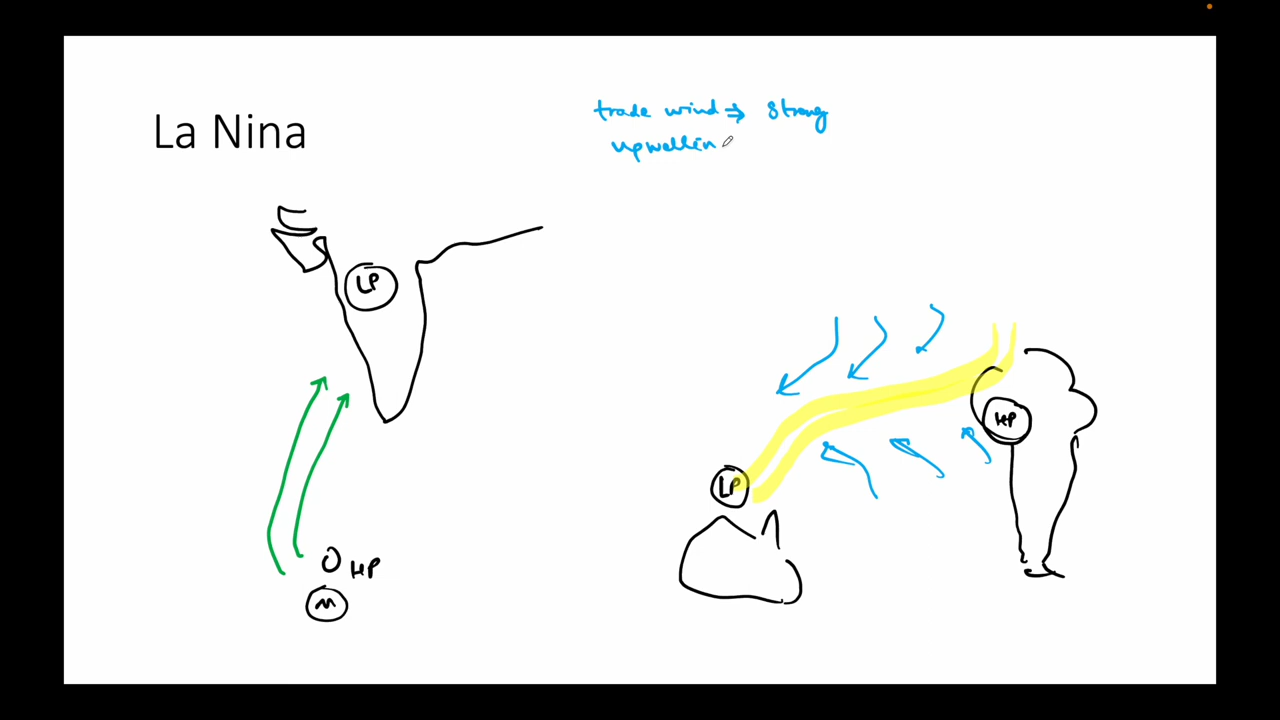 La Nina
trade wind ⇒ strong
upwellin
LP
HP
LP
HP
M